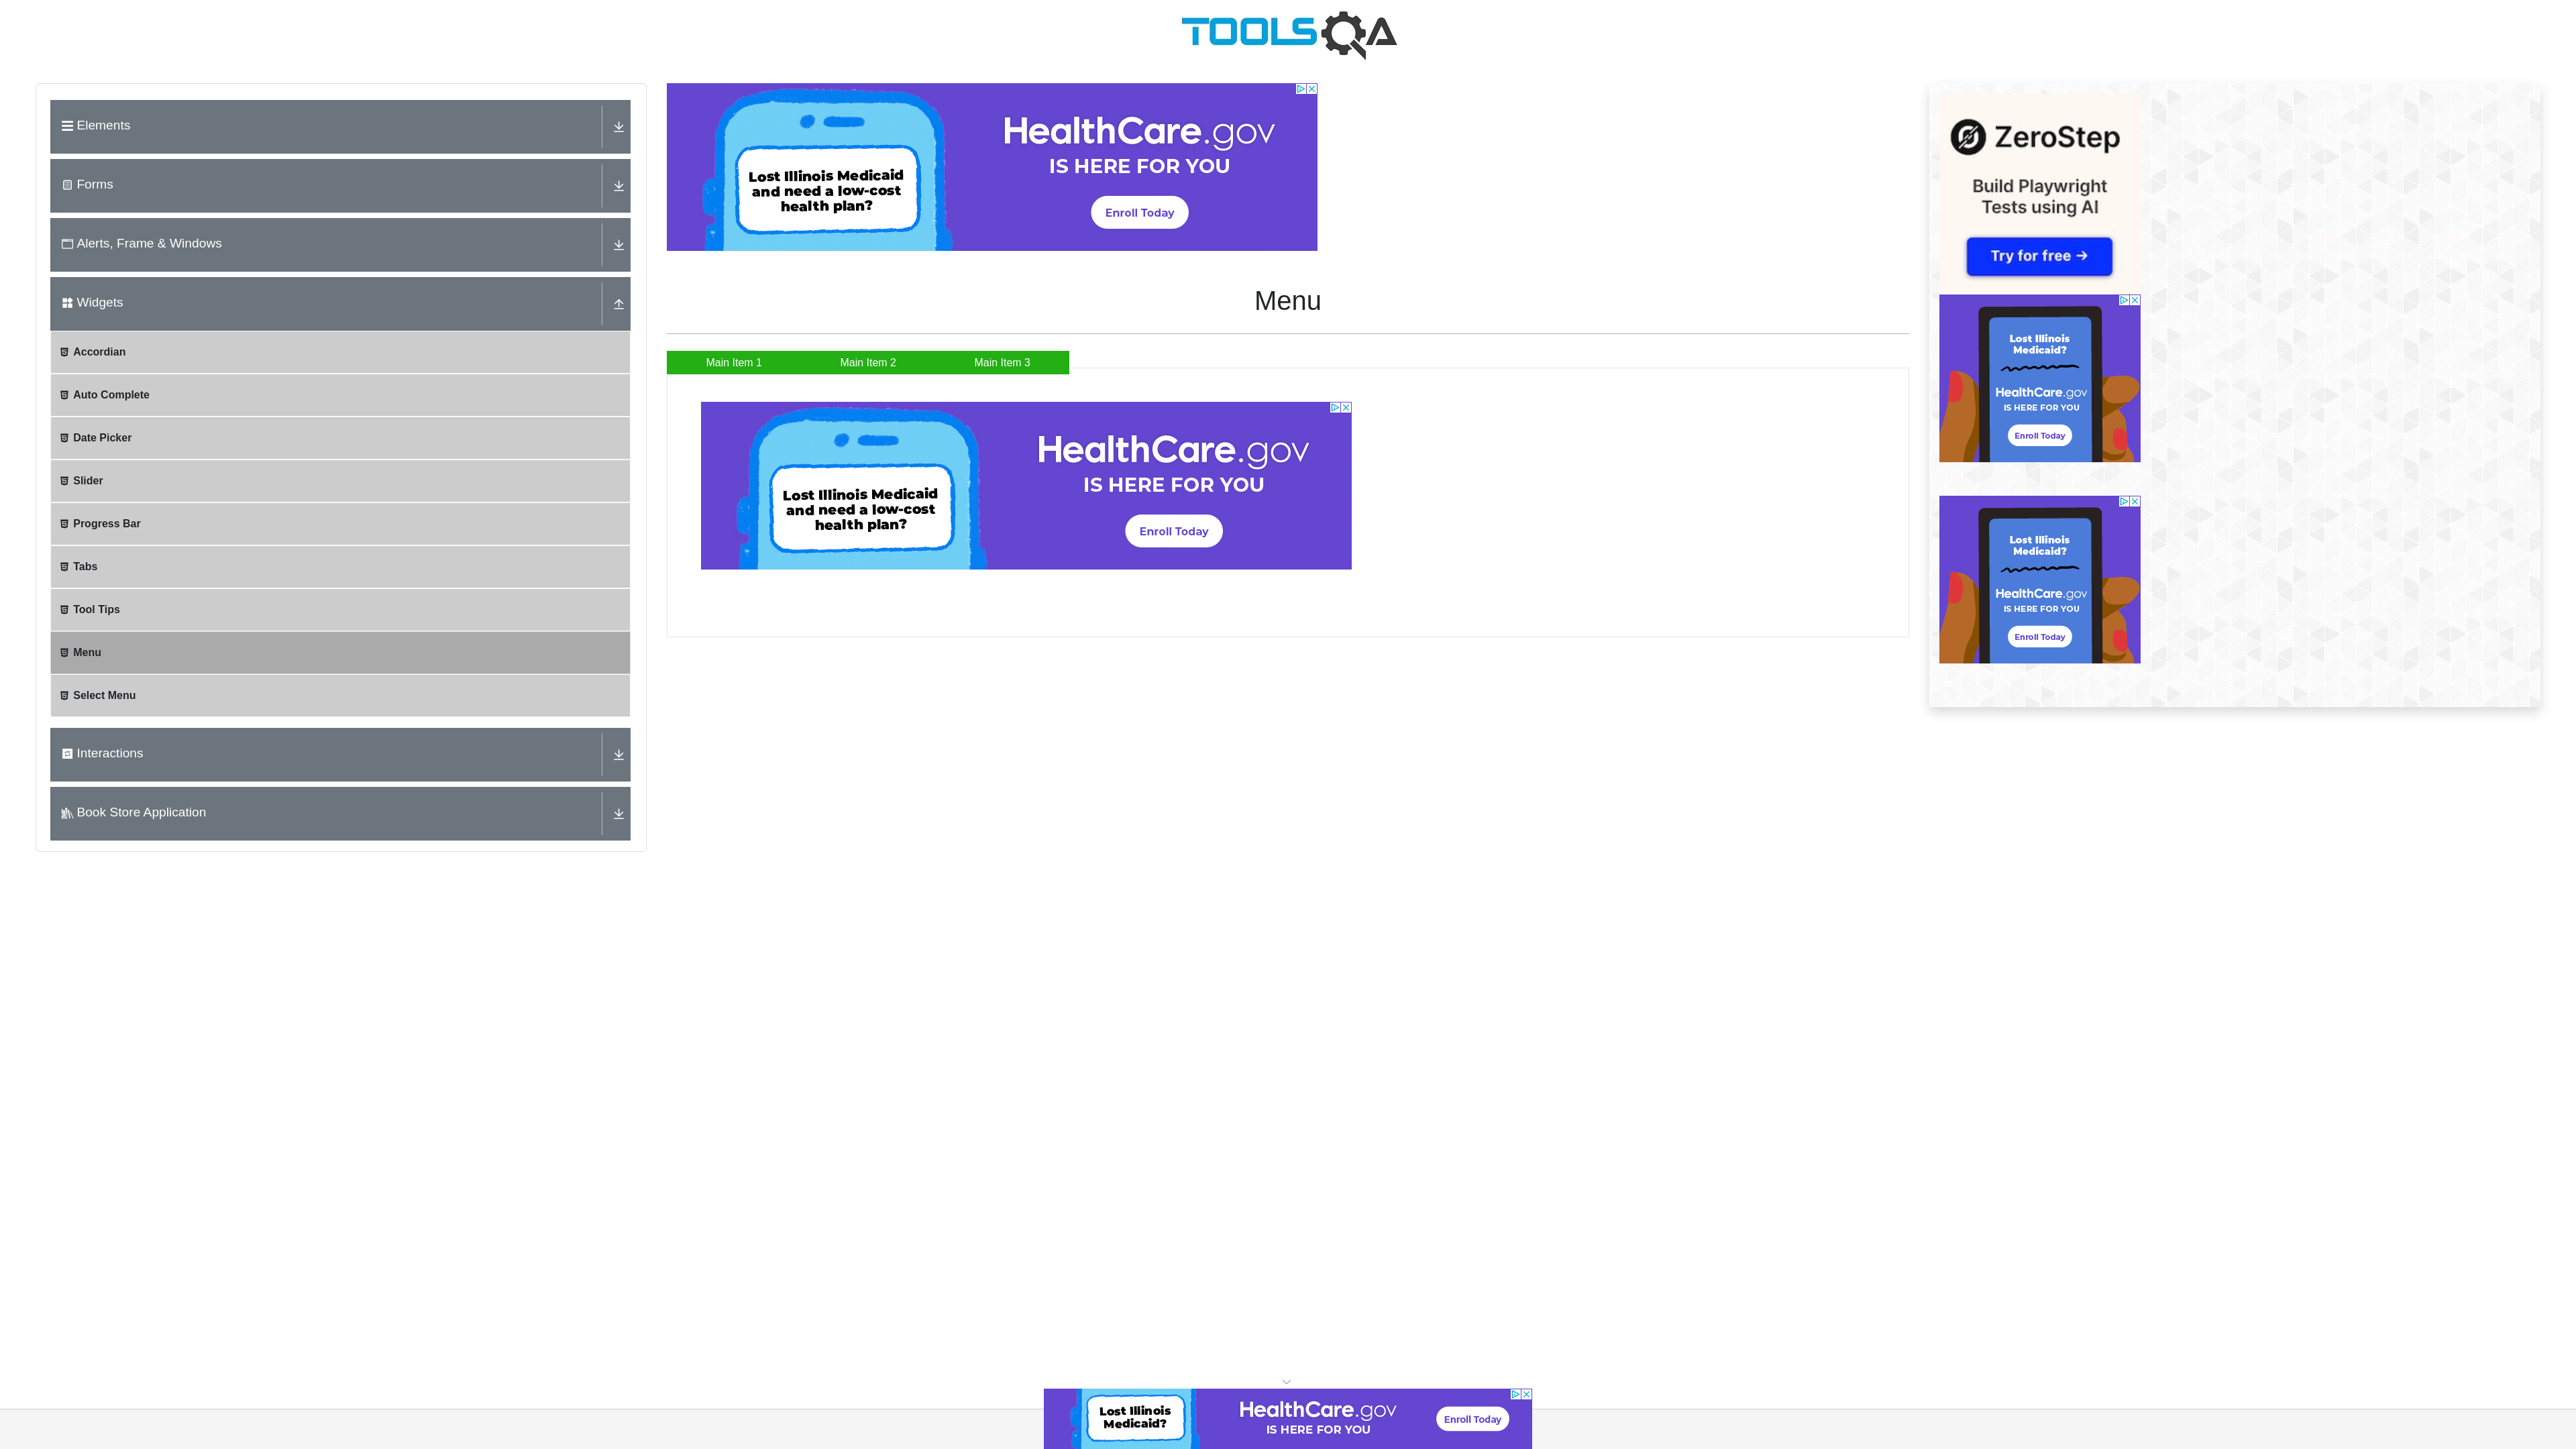 TOOLSQA
Elements
Forms
Alerts, Frame & Windows
Widgets
Accordian
Auto Complete
Date Picker
Slider
Progress Bar
Tabs
Tool Tips
Menu
Select Menu
Interactions
Book Store Application
Lost Illinois Medicaid
and need a low-cost
health plan?
HealthCare.gov
IS HERE FOR YOU
Enroll Today
Menu
Main Item 1
Main Item 2
Main Item 3
Lost Illinois Medicaid
and need a low-cost
health plan?
HealthCare.gov
IS HERE FOR YOU
Enroll Today
ZeroStep
Build Playwright
Tests using AI
Try for free →
Lost Illinois
Medicaid?
HealthCare.gov
IS HERE FOR YOU
Enroll Today
Lost Illinois
Medicaid?
HealthCare.gov
IS HERE FOR YOU
Enroll Today
Lost Illinois
Medicaid?
HealthCare.gov
IS HERE FOR YOU
Enroll Today